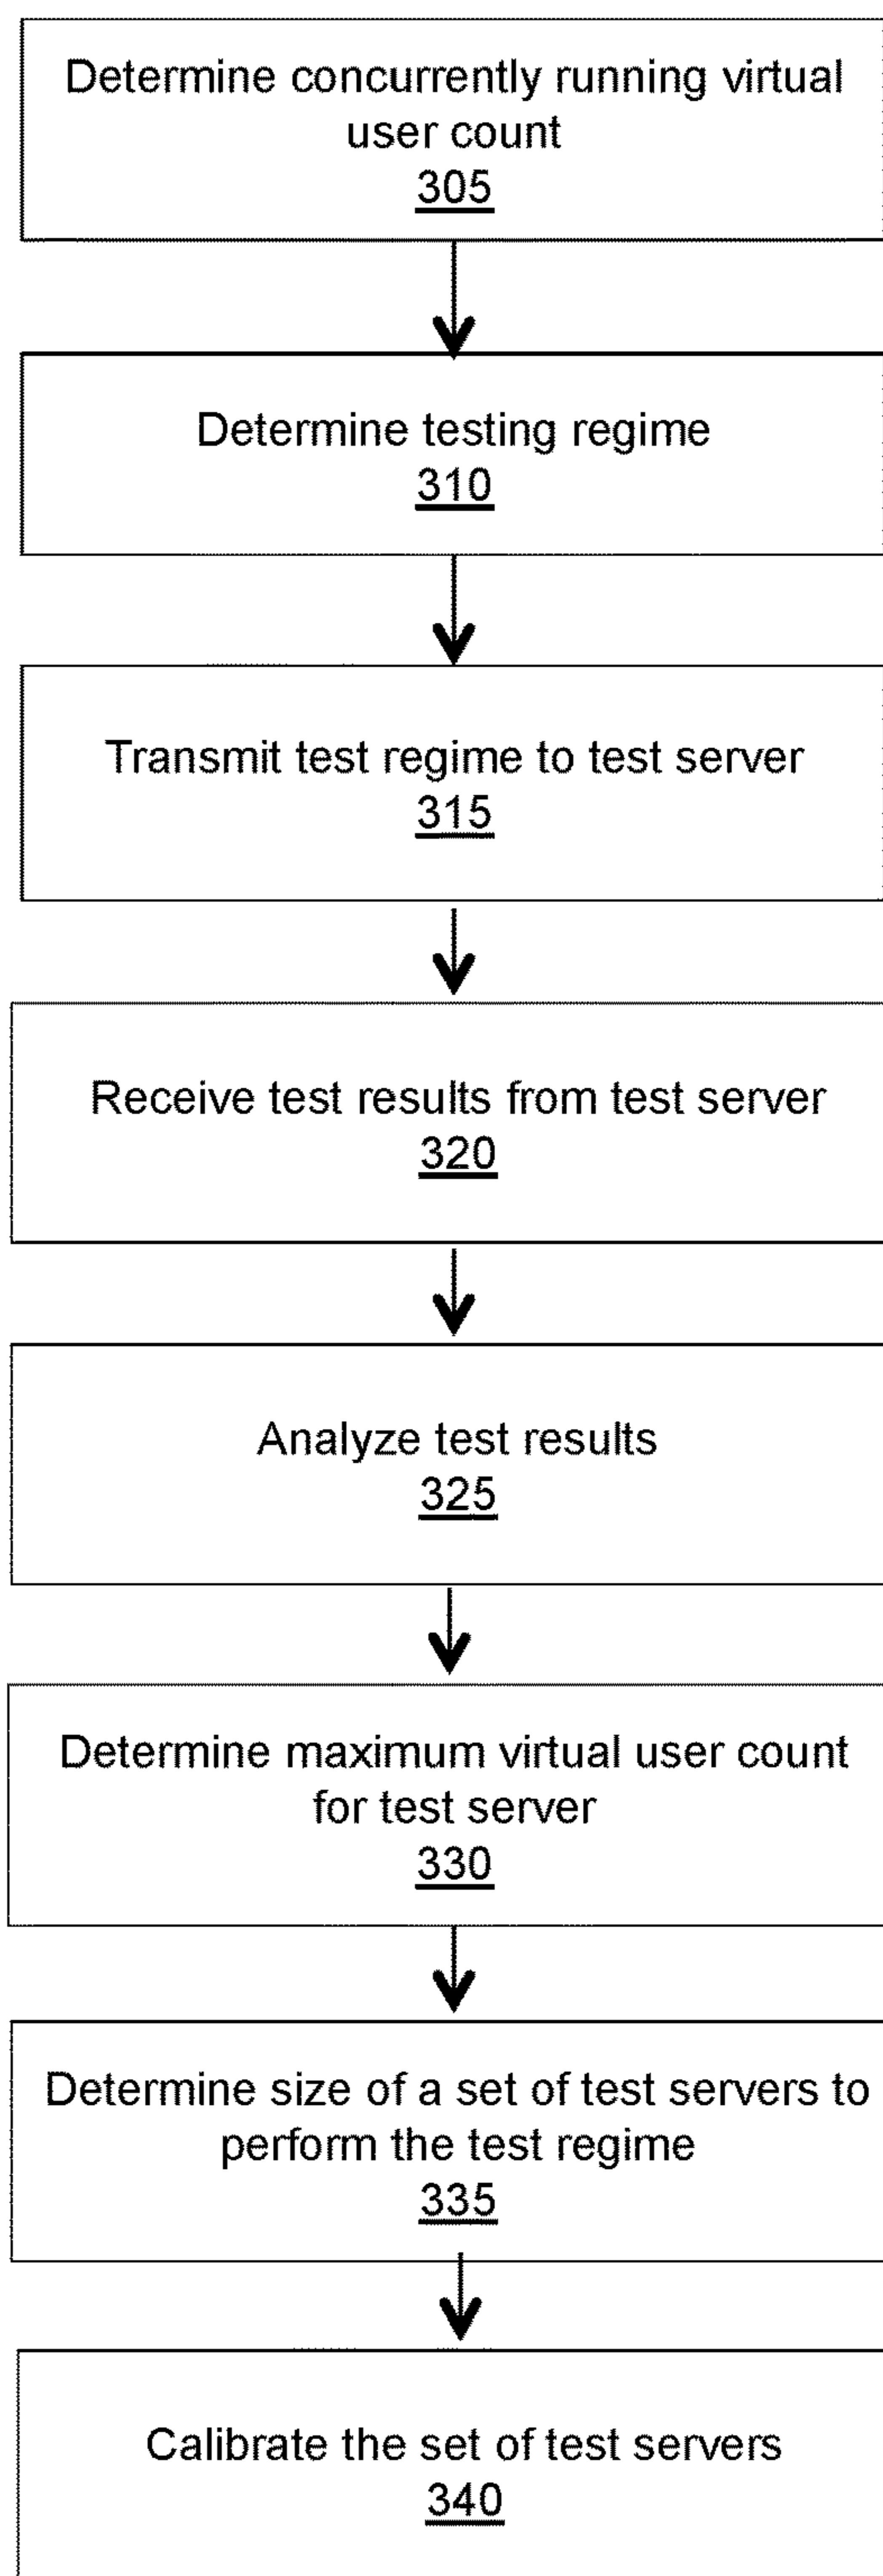 Determine concurrently running virtual
user count
305
Determine testing regime
310
Transmit test regime to test server
315
Receive test results from test server
320
Analyze test results
325
Determine maximum virtual user count
for test server
330
Determine size of a set of test servers to
perform the test regime
335
Calibrate the set of test servers
340